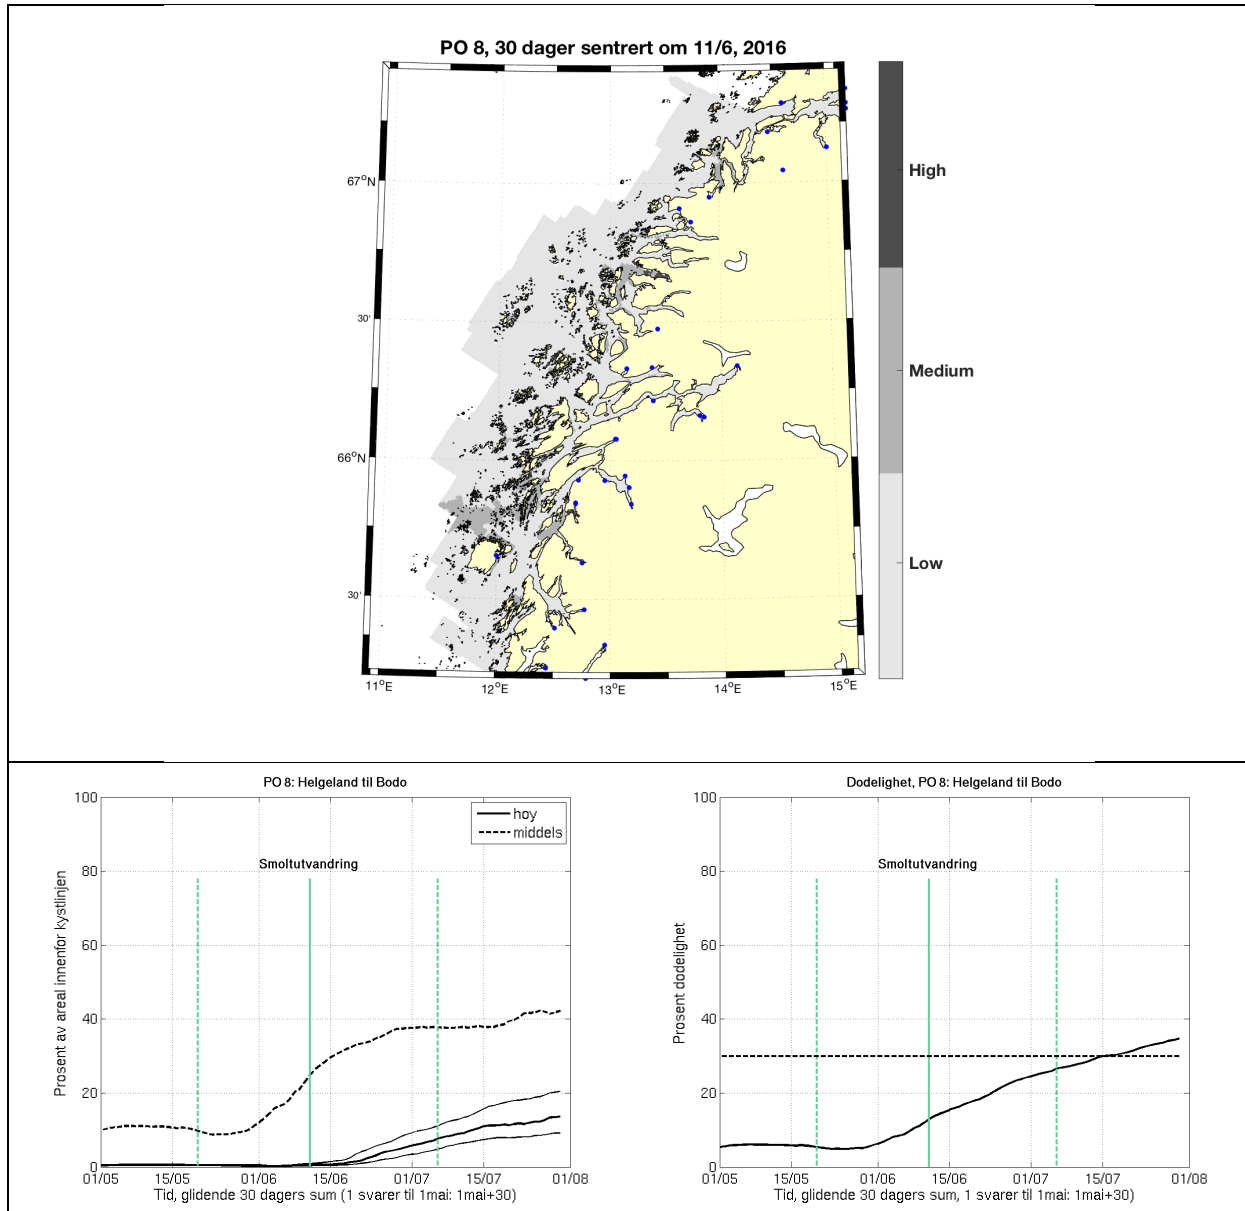 PO 8, 30 dager sentrert om 11/6, 2016
High
67°N
Medium
30'
66°N
Low
30'
11°E
12°E
13°E
14°E
15°E
PO 8: Helgeland til Bodo
100
hoy
middels
80
Smoltutvandring
60
40
20
0
Prosent av areal innenfor kystlinjen
01/05
15/05
01/06
15/06
01/07
15/07
01/08
Tid, glidende 30 dagers sum (1 svarer til 1mai: 1mai+30)
Dodelighet, PO 8: Helgeland til Bodo
100
80
Smoltutvandring
60
40
20
0
Prosent dodelighet
01/05
15/05
01/06
15/06
01/07
15/07
01/08
Tid, glidende 30 dagers sum, 1 svarer til 1mai: 1mai+30)